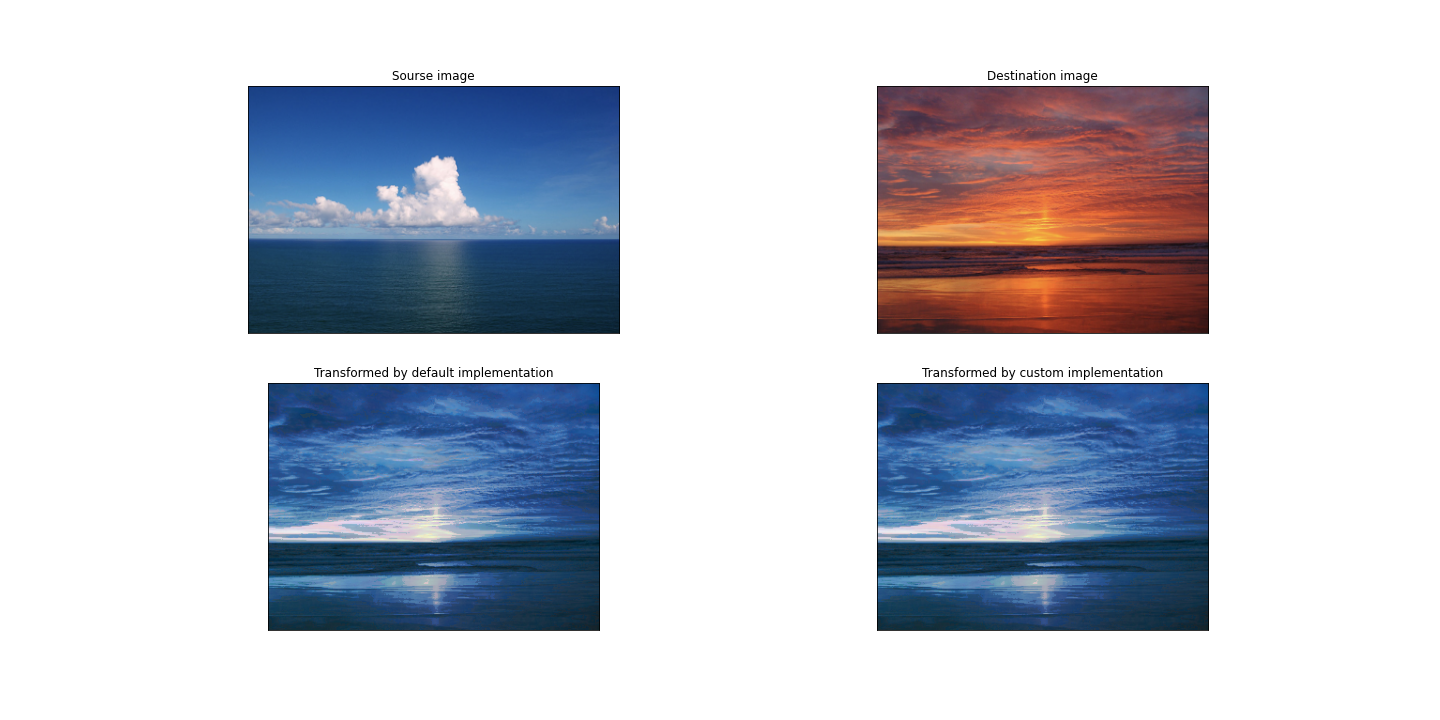 Sourse image
Destination image
Transformed by default implementation
Transformed by custom implementation